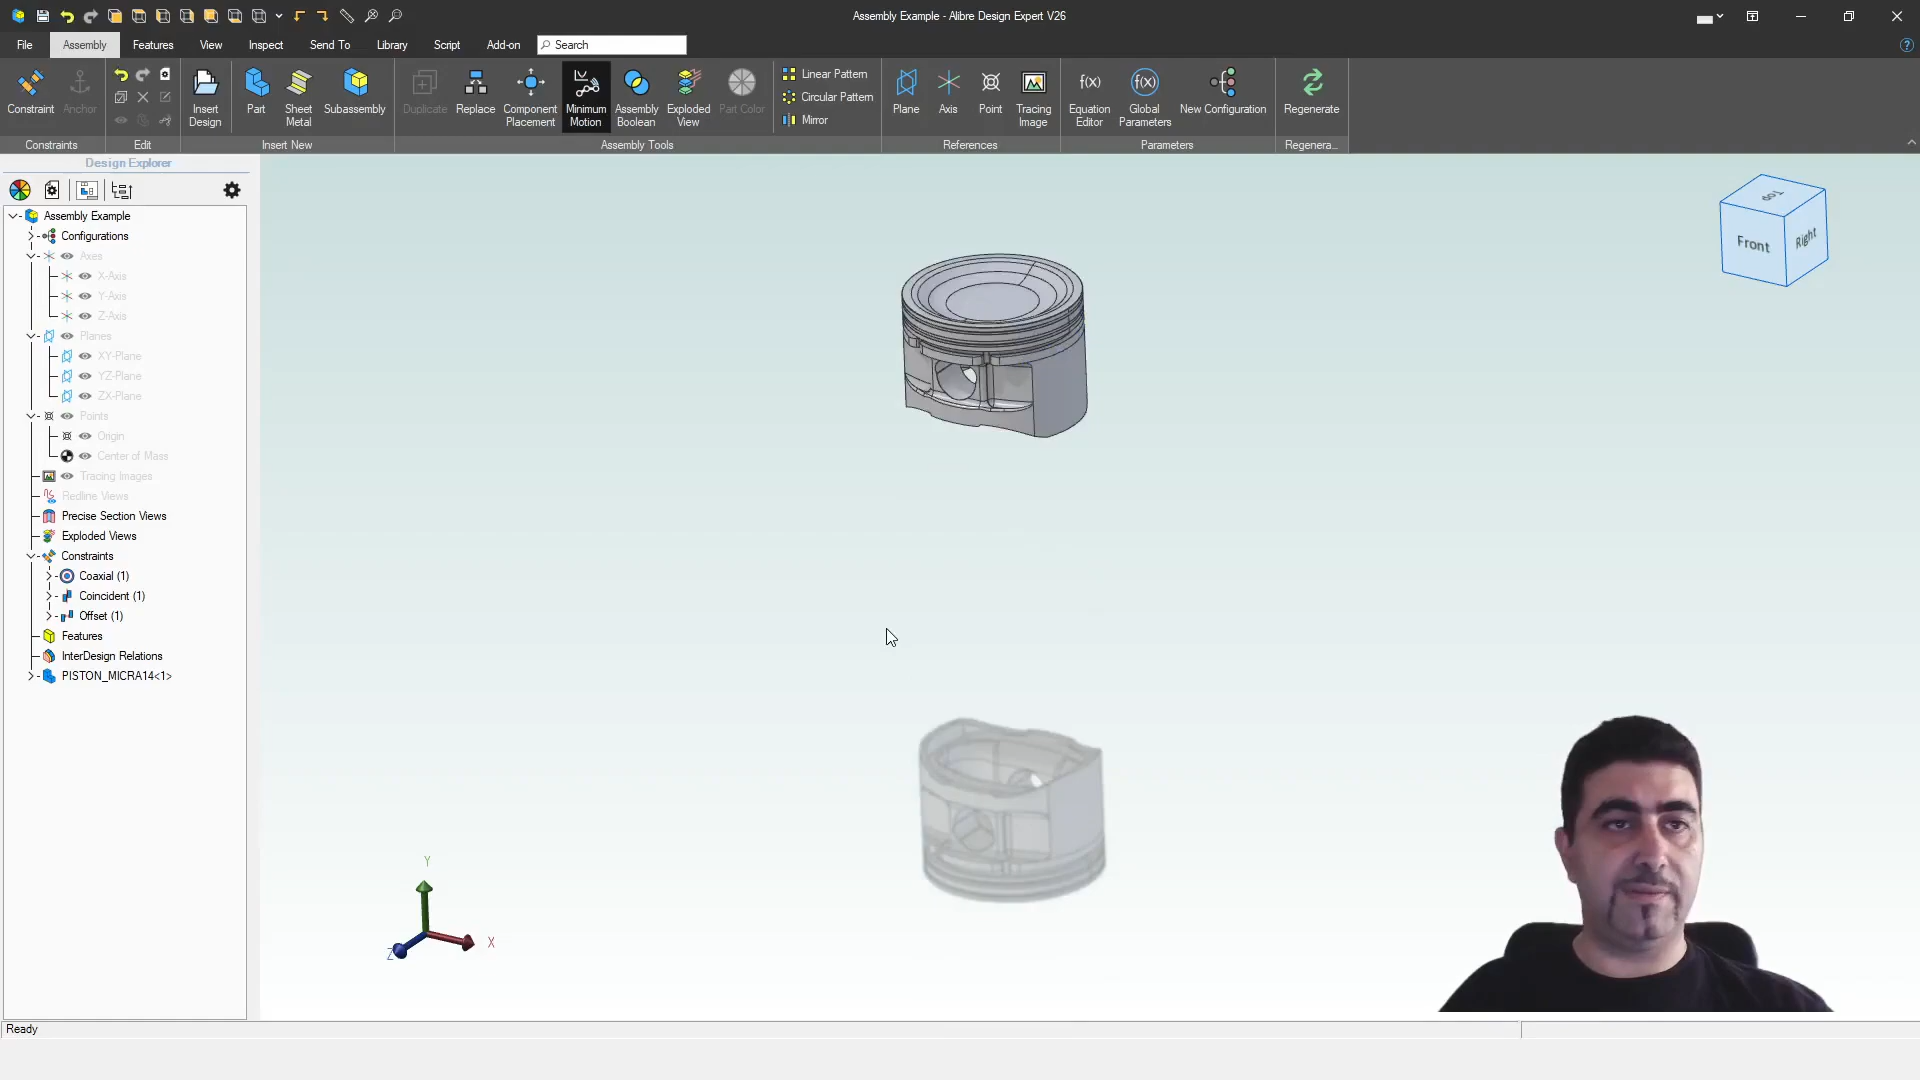 Assembly Example - Alibre Design Expert V26
File Assembly Features View Inspect Send To Library Script Add-on Search
Constraint Anchor
Insert Design
Part Sheet Metal Subassembly
Duplicate Replace Component Placement Minimum Motion Assembly Boolean Exploded View Part Color
Linear Pattern
Circular Pattern
Mirror
Plane Axis Point Tracing Image
f(x) Equation Editor f(x) Global Parameters New Configuration
Regenerate
Constraints Edit Insert New Assembly Tools References Parameters Regenera...
Design Explorer
Assembly Example
Configurations
Axes
X-Axis
Y-Axis
Z-Axis
Planes
XY-Plane
YZ-Plane
ZX-Plane
Points
Origin
Center of Mass
Tracing Images
Redline Views
Precise Section Views
Exploded Views
Constraints
Coaxial (1)
Coincident (1)
Offset (1)
Features
InterDesign Relations
PISTON_MICRA14<1>
Top
Front Right
Y
X
Z
Ready